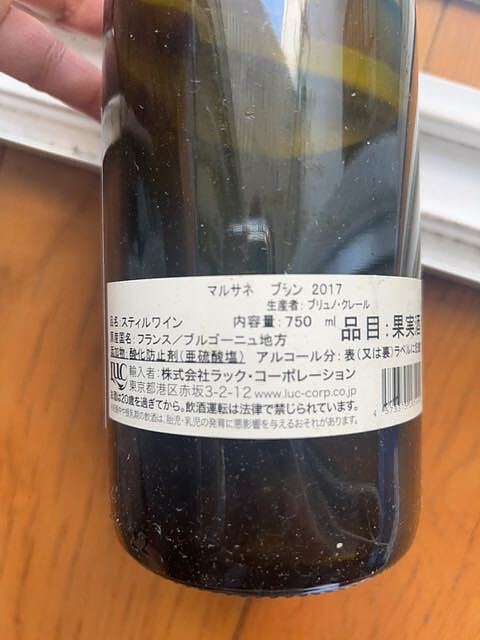 マルサネ プシン 2017
生産者:ブリュノ・クレール
品名:スティルワイン 内容量:750 ml 品目:果実酒
原産国名:フランス/ブルゴーニュ地方
添加物:酸化防止剤(亜硫酸塩) アルコール分:表(又は裏)ラベルに
LUC 輸入者:株式会社ラック・コーポレーション
東京都港区赤坂3-2-12 www.luc-corp.co.jp
お酒は20歳を過ぎてから。飲酒運転は法律で禁じられています。
妊娠中や授乳期の飲酒は、胎児・乳児の発育に悪影響を与えるおそれがあります。